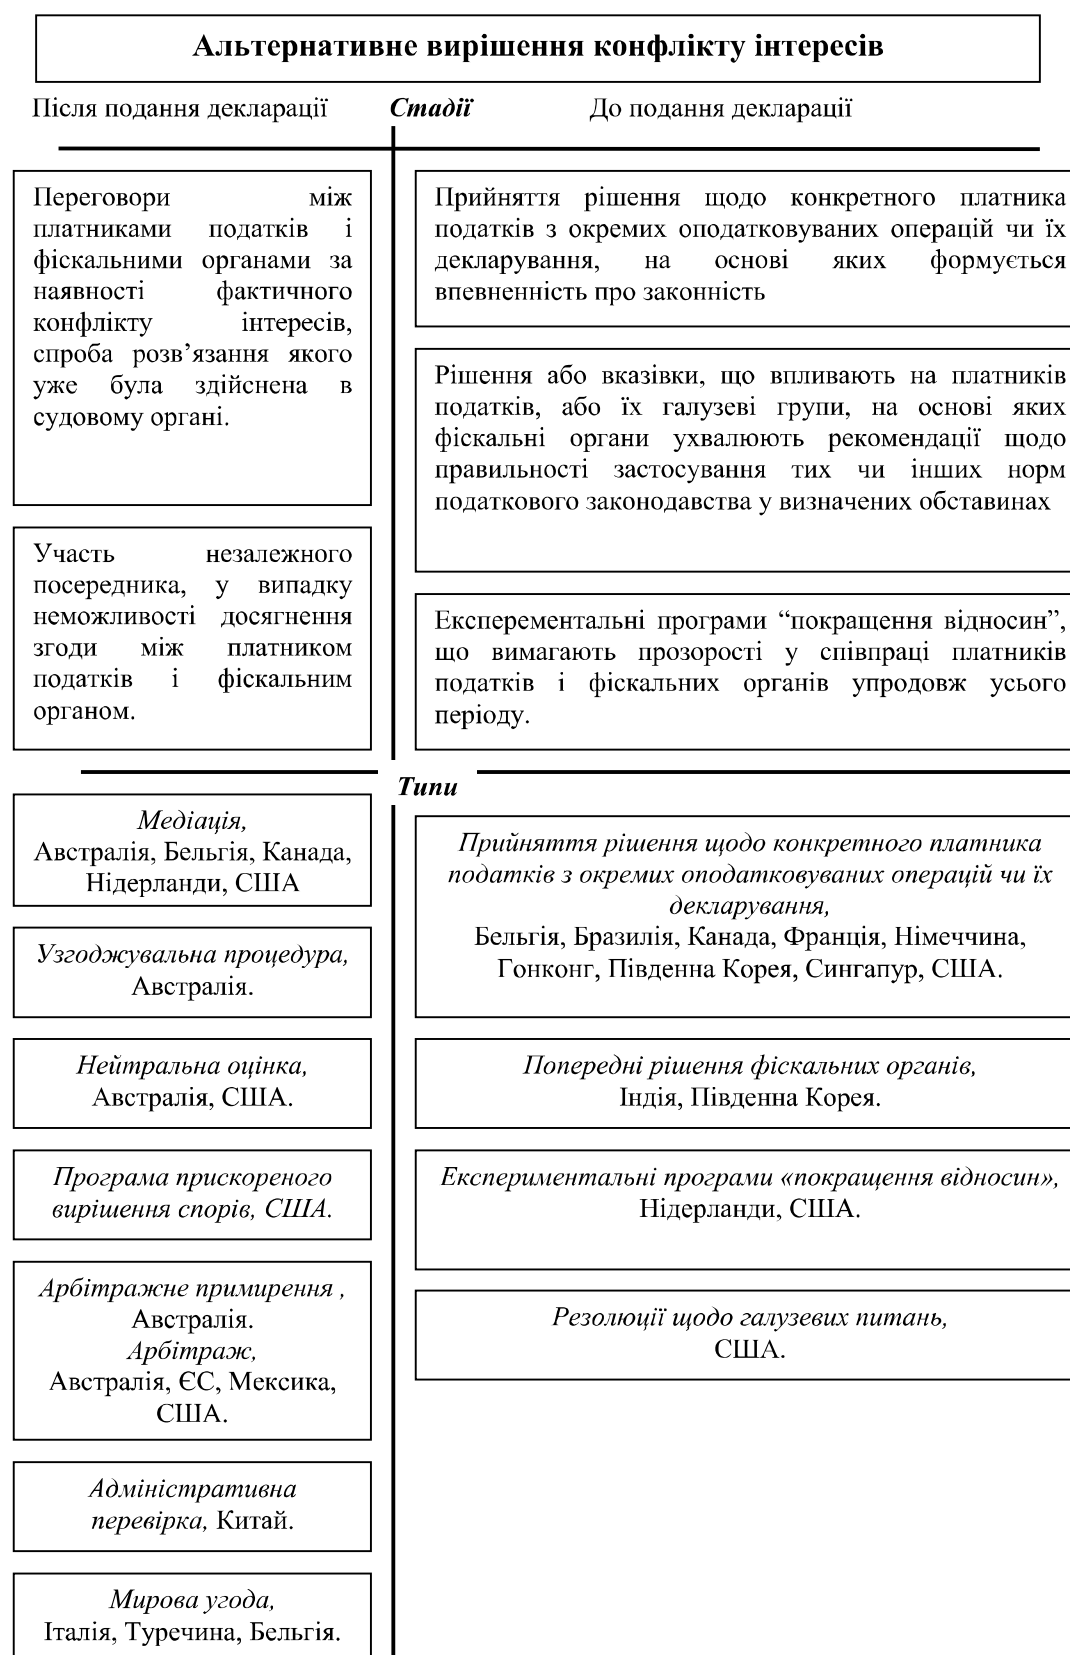 Альтернативне вирішення конфлікту інтересів
Після подання декларації
Стадії
До подання декларації
Переговори між
платниками податків і
фіскальними органами за
наявності фактичного
конфлікту інтересів,
спроба розв’язання якого
уже була здійснена в
судовому органі.
Участь незалежного
посередника, у випадку
неможливості досягнення
згоди між платником
податків і фіскальним
органом.
Прийняття рішення щодо конкретного платника
податків з окремих оподатковуваних операцій чи їх
декларування, на основі яких формується
впевненність про законність
Рішення або вказівки, що впливають на платників
податків, або їх галузеві групи, на основі яких
фіскальні органи ухвалюють рекомендації щодо
правильності застосування тих чи інших норм
податкового законодавства у визначених обставинах
Експерементальні програми “покращення відносин”,
що вимагають прозорості у співпраці платників
податків і фіскальних органів упродовж усього
періоду.
Типи
Медіація,
Австралія, Бельгія, Канада,
Нідерланди, США
Узгоджувальна процедура,
Австралія.
Нейтральна оцінка,
Австралія, США.
Програма прискореного
вирішення спорів, США.
Арбітражне примирення ,
Австралія.
Арбітраж,
Австралія, ЄС, Мексика,
США.
Адміністративна
перевірка, Китай.
Мирова угода,
Італія, Туречина, Бельгія.
Прийняття рішення щодо конкретного платника
податків з окремих оподатковуваних операцій чи їх
декларування,
Бельгія, Бразилія, Канада, Франція, Німеччина,
Гонконг, Південна Корея, Сингапур, США.
Попередні рішення фіскальних органів,
Індія, Південна Корея.
Експериментальні програми «покращення відносин»,
Нідерланди, США.
Резолюції щодо галузевих питань,
США.